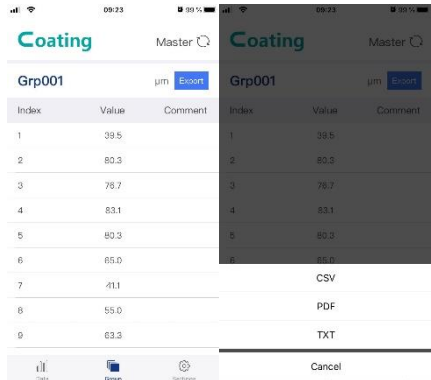 09:23
99 %
Coating
Master
Grp001
µm Export
Index Value Comment
1 39.5
2 80.3
3 76.7
4 83.1
5 80.3
6 65.0
7 41.1
8 55.0
9 63.3
Data Group Settings
09:23
99 %
Coating
Master
Grp001
µm Export
Index Value Comment
1 39.5
2 80.3
3 76.7
4 83.1
5 80.3
6 65.0
CSV
PDF
TXT
Cancel